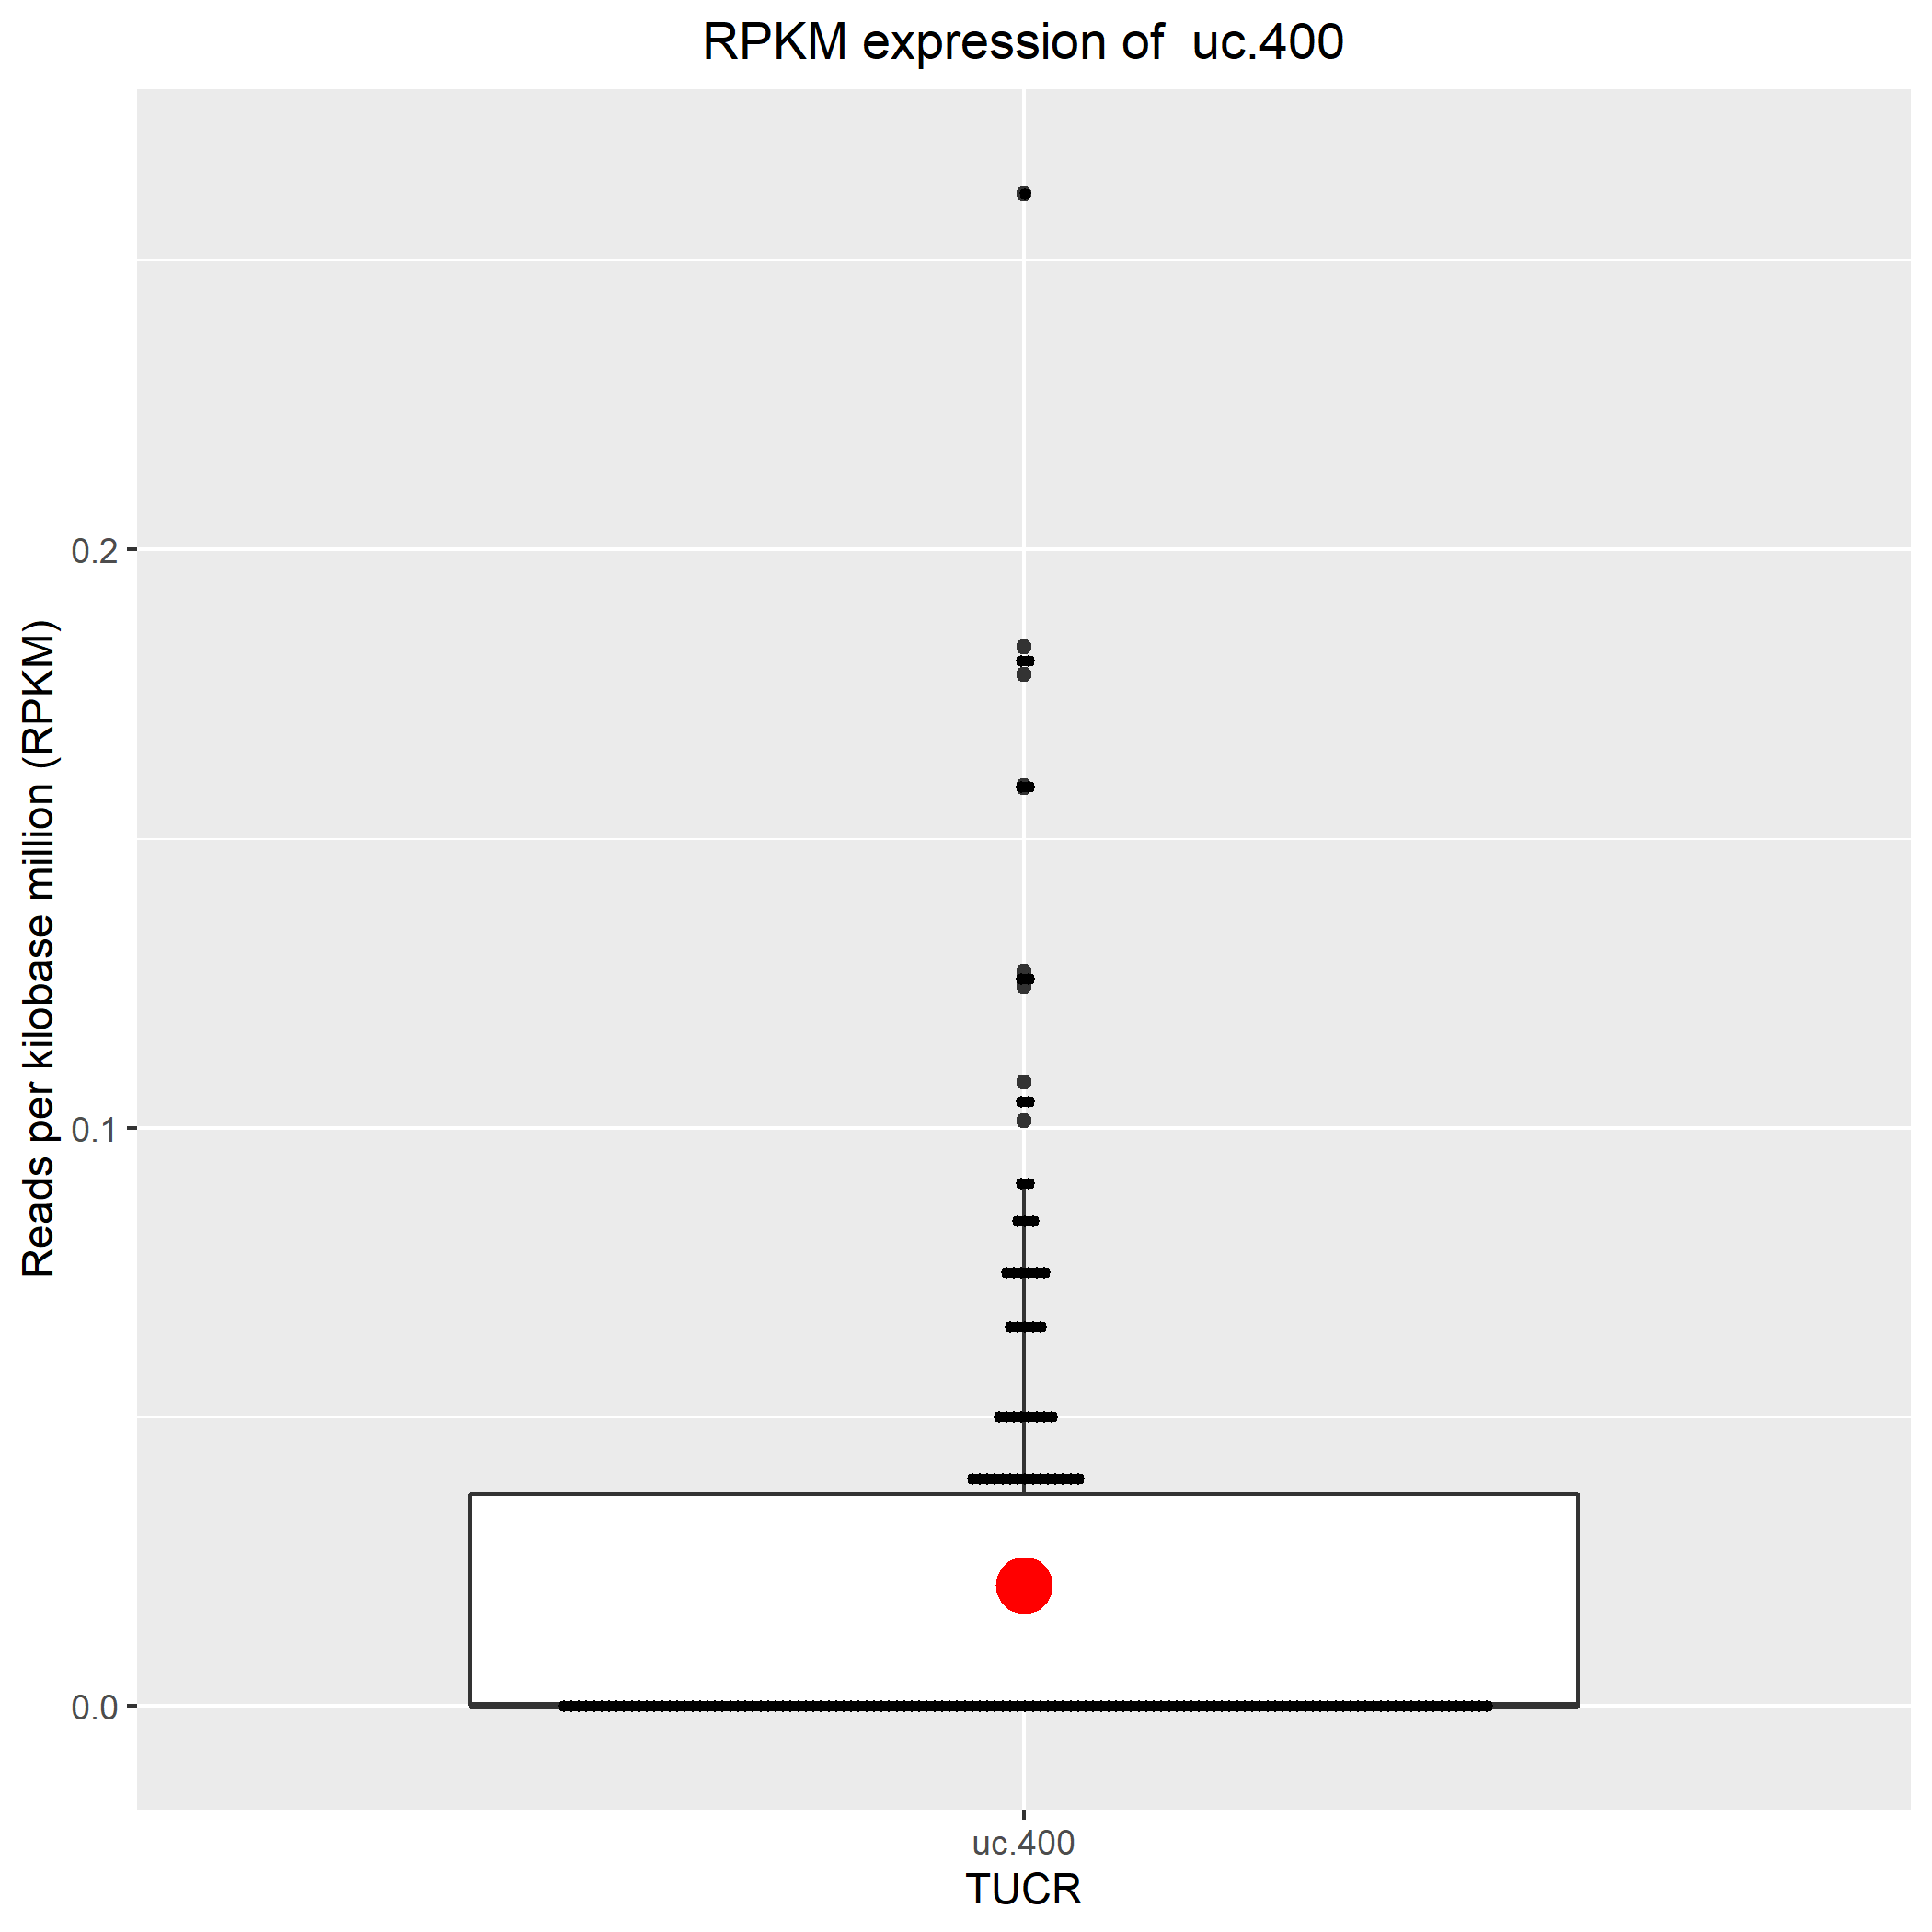 RPKM expression of  uc.400
Reads per kilobase million (RPKM)
0.2
0.1
0.0
uc.400
TUCR